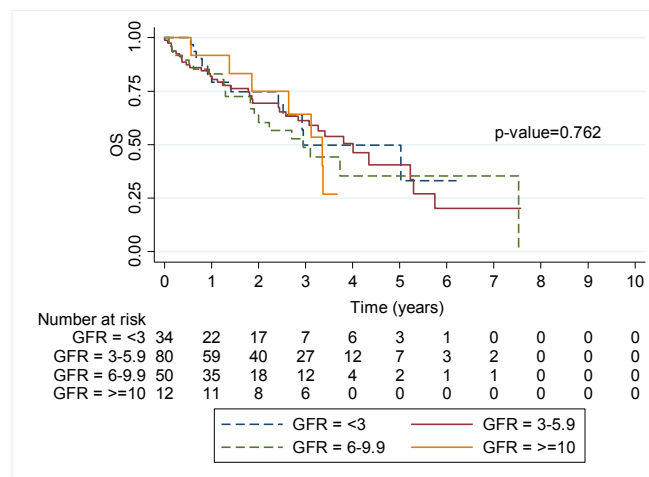 1.00
0.75
0.50
0.25
0.00
OS
p-value=0.762
0 1 2 3 4 5 6 7 8 9 10
Time (years)
Number at risk
GFR = <3 34 22 17 7 6 3 1 0 0 0 0
GFR = 3-5.9 80 59 40 27 12 7 3 2 0 0 0
GFR = 6-9.9 50 35 18 12 4 2 1 1 0 0 0
GFR = >=10 12 11 8 6 0 0 0 0 0 0 0
GFR = <3 GFR = 3-5.9
GFR = 6-9.9 GFR = >=10